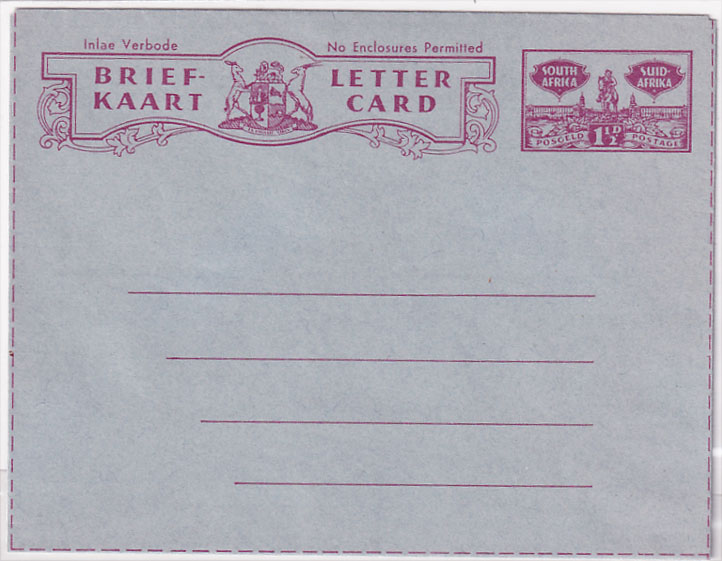 Inlae Verbode
No Enclosures Permitted
BRIEF-
KAART
LETTER
CARD
SOUTH
AFRICA
SUID-
AFRIKA
POSGELD 1½D POSTAGE